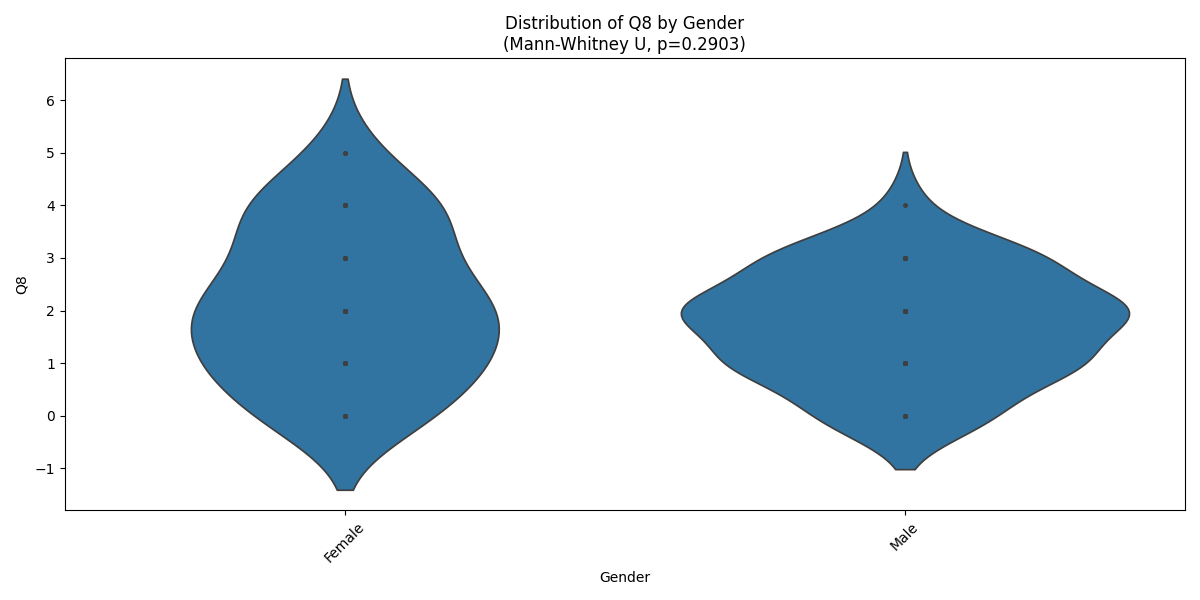 Distribution of Q8 by Gender
(Mann-Whitney U, p=0.2903)
6
5
4
3
2
1
0
−1
Q8
Female
Male
Gender